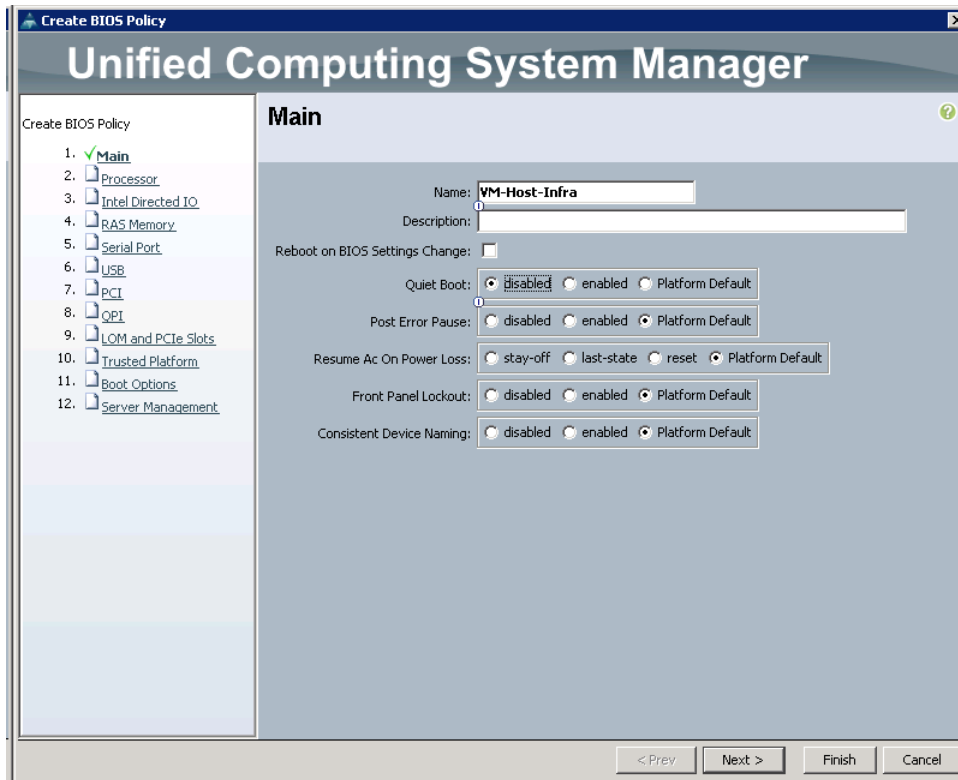 Create BIOS Policy
Unified Computing System Manager
Create BIOS Policy
1. Main
2. Processor
3. Intel Directed IO
4. RAS Memory
5. Serial Port
6. USB
7. PCI
8. QPI
9. LOM and PCIe Slots
10. Trusted Platform
11. Boot Options
12. Server Management
Main
Name: VM-Host-Infra
Description:
Reboot on BIOS Settings Change:
Quiet Boot: disabled enabled Platform Default
Post Error Pause: disabled enabled Platform Default
Resume Ac On Power Loss: stay-off last-state reset Platform Default
Front Panel Lockout: disabled enabled Platform Default
Consistent Device Naming: disabled enabled Platform Default
< Prev Next > Finish Cancel